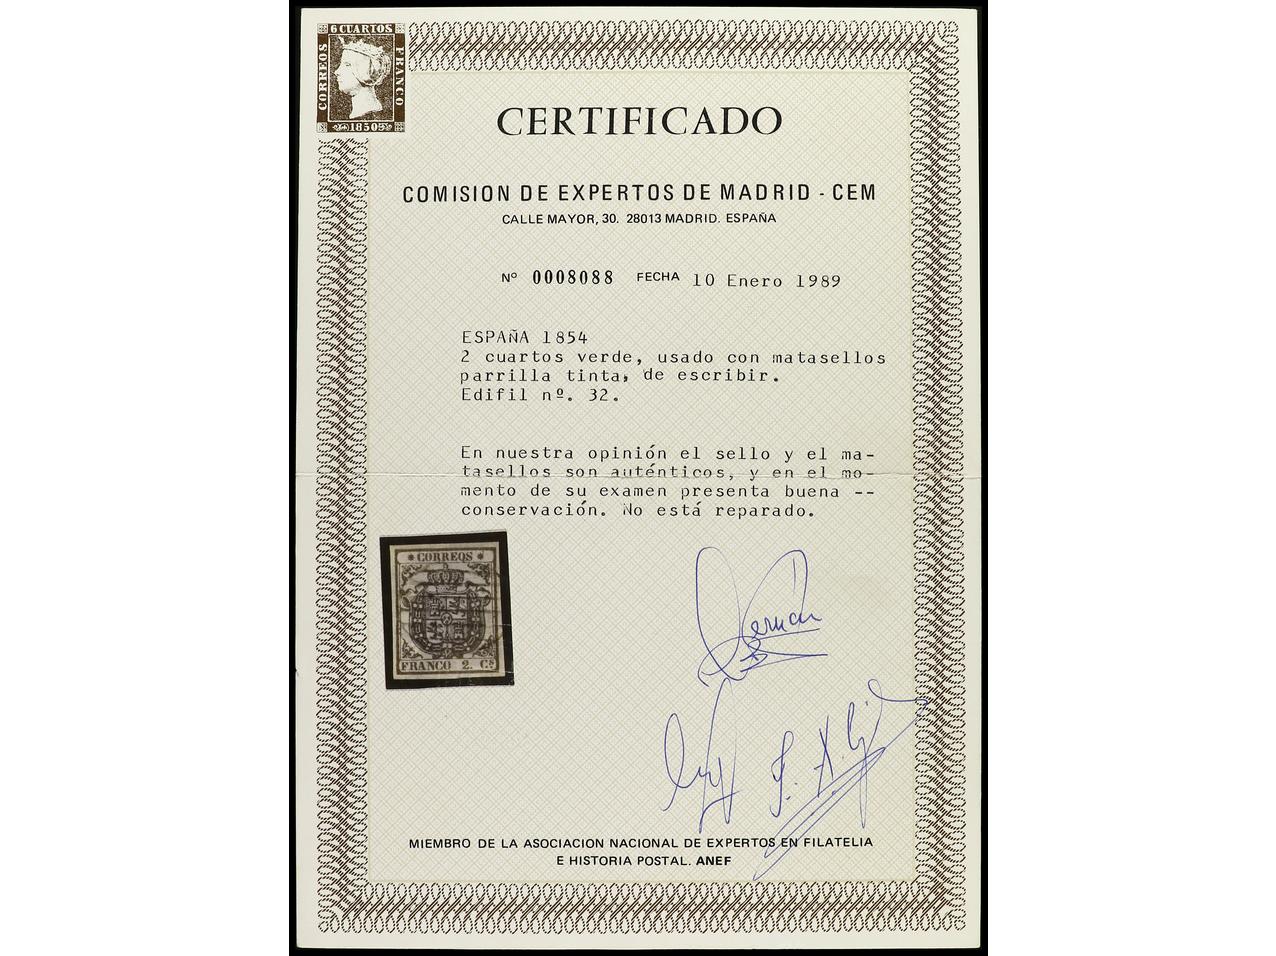 6 CUARTOS
CORREOS
FRANCO
1850
CERTIFICADO
COMISION DE EXPERTOS DE MADRID - CEM
CALLE MAYOR, 30. 28013 MADRID. ESPAÑA
Nº 0008088 FECHA 10 Enero 1989
ESPAÑA 1854
2 cuartos verde, usado con matasellos
parrilla tinta, de escribir.
Edifil nº. 32.
En nuestra opinión el sello y el ma-
tasellos son auténticos, y en el mo-
mento de su examen presenta buena --
conservación. No está reparado.
* CORREOS *
FRANCO 2. Cs
MIEMBRO DE LA ASOCIACION NACIONAL DE EXPERTOS EN FILATELIA
E HISTORIA POSTAL. ANEF